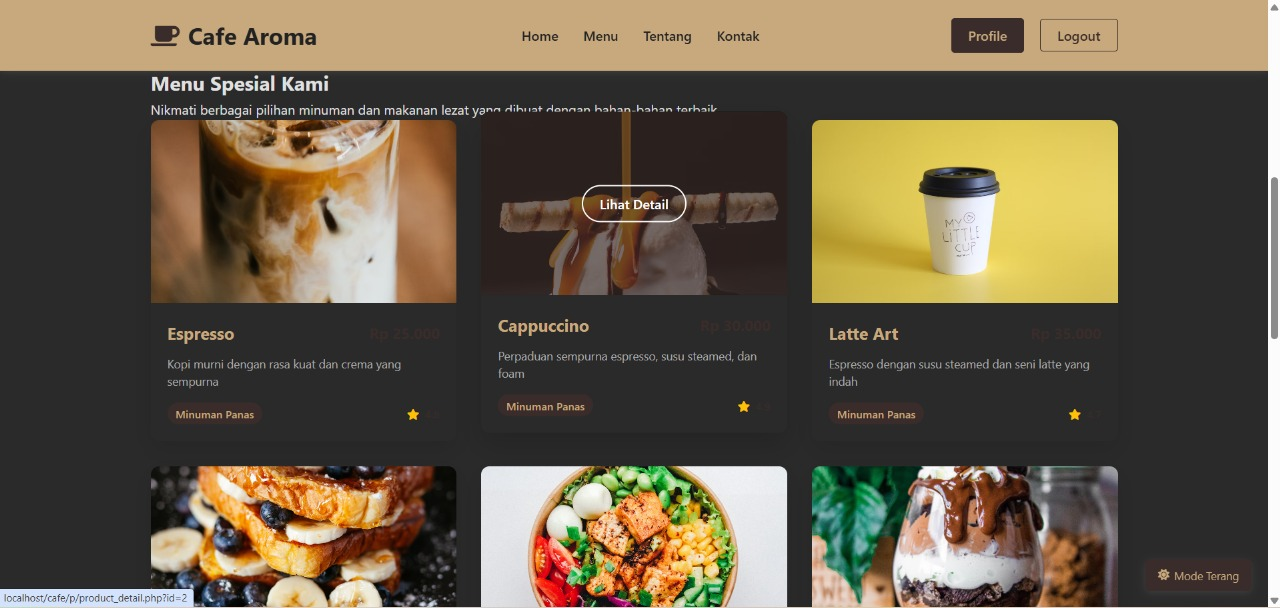 Cafe Aroma
Home
Menu
Tentang
Kontak
Profile
Logout
Menu Spesial Kami
Nikmati berbagai pilihan minuman dan makanan lezat yang dibuat dengan bahan-bahan terbaik
Lihat Detail
MY
LITTLE
CUP
Espresso
Rp 25.000
Kopi murni dengan rasa kuat dan crema yang
sempurna
Minuman Panas
Cappuccino
Rp 30.000
Perpaduan sempurna espresso, susu steamed, dan
foam
Minuman Panas
Latte Art
Rp 35.000
Espresso dengan susu steamed dan seni latte yang
indah
Minuman Panas
Mode Terang
localhost/cafe/p/product_detail.php?id=2